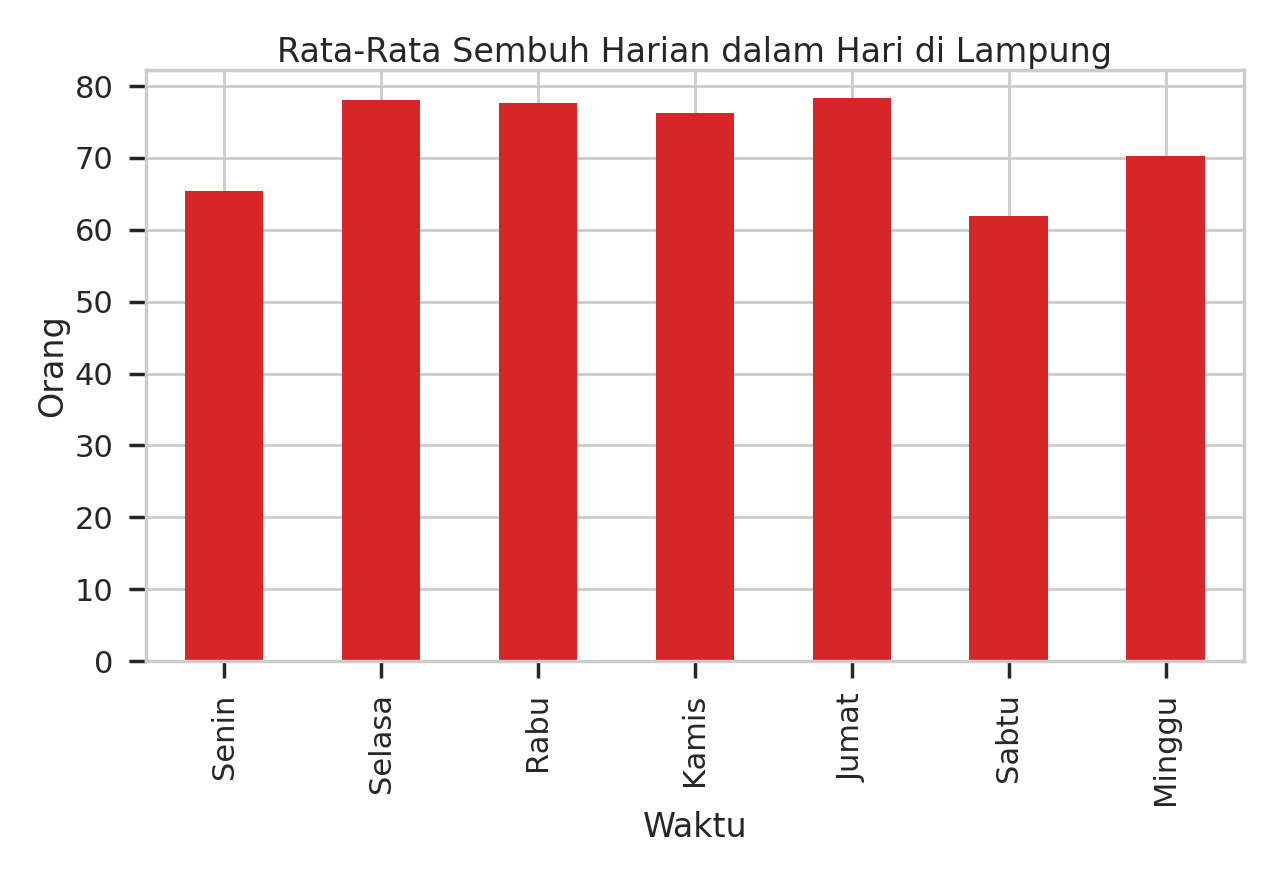 Rata-Rata Sembuh Harian dalam Hari di Lampung
80
70
60
50
40
30
20
10
0
Orang
Senin
Selasa
Rabu
Kamis
Jumat
Sabtu
Minggu
Waktu